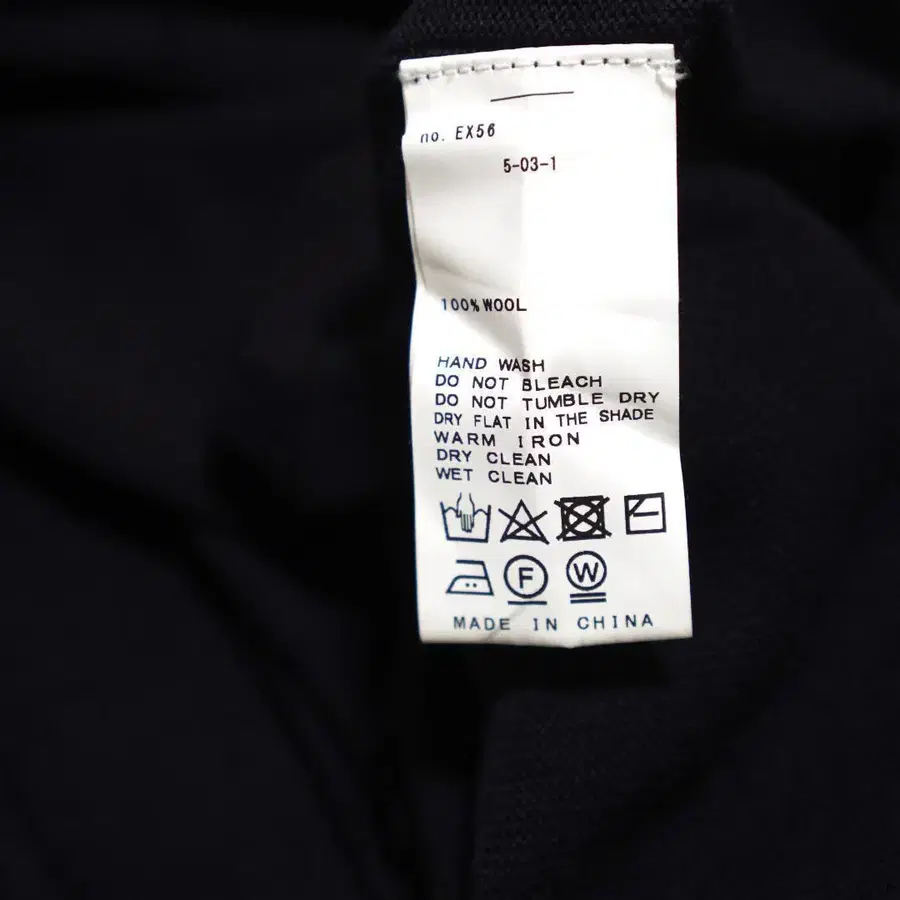 no. EX56
5-03-1
100% WOOL
HAND WASH
DO NOT BLEACH
DO NOT TUMBLE DRY
DRY FLAT IN THE SHADE
WARM IRON
DRY CLEAN
WET CLEAN
F W
MADE IN CHINA